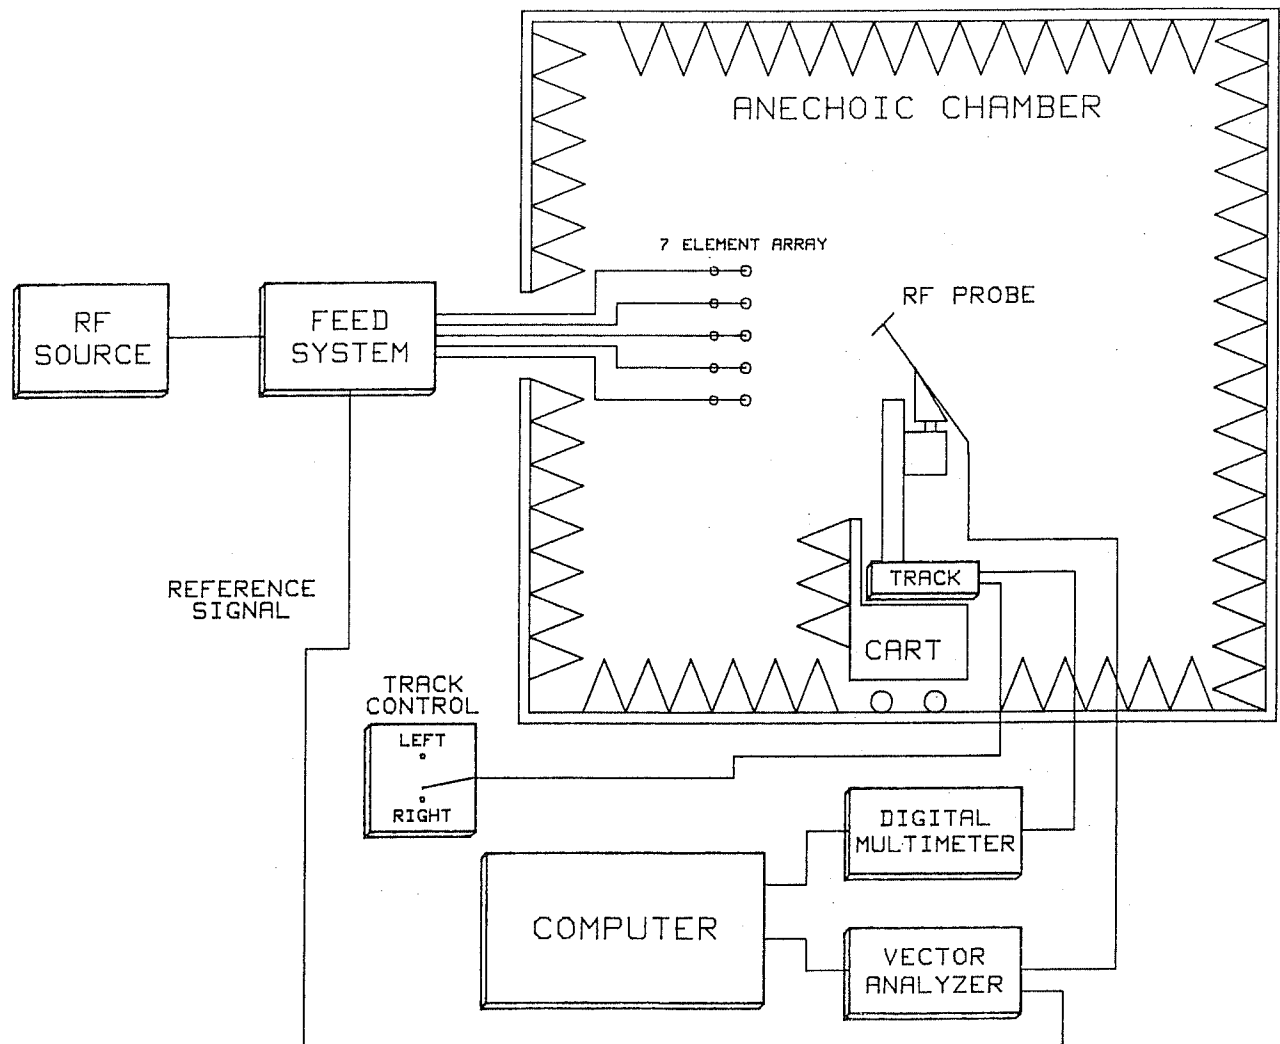 ANECHOIC CHAMBER
7 ELEMENT ARRAY
RF PROBE
RF
SOURCE
FEED
SYSTEM
REFERENCE
SIGNAL
TRACK
CART
TRACK
CONTROL
LEFT
RIGHT
DIGITAL
MULTIMETER
COMPUTER
VECTOR
ANALYZER